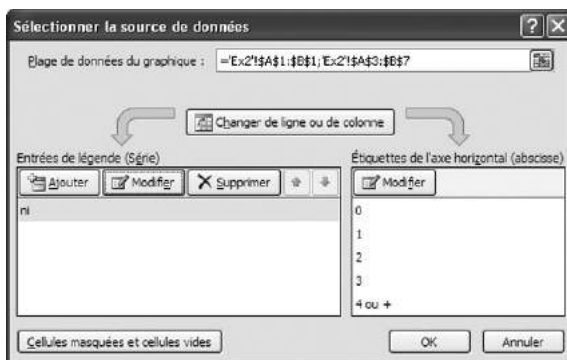 Sélectionner la source de données
Plage de données du graphique : ='Ex2'!$A$1:$B$1;'Ex2'!$A$3:$B$7
Changer de ligne ou de colonne
Entrées de légende (Série)
Ajouter Modifier Supprimer
ni
Étiquettes de l'axe horizontal (abscisse)
Modifier
0
1
2
3
4 ou +
Cellules masquées et cellules vides
OK Annuler